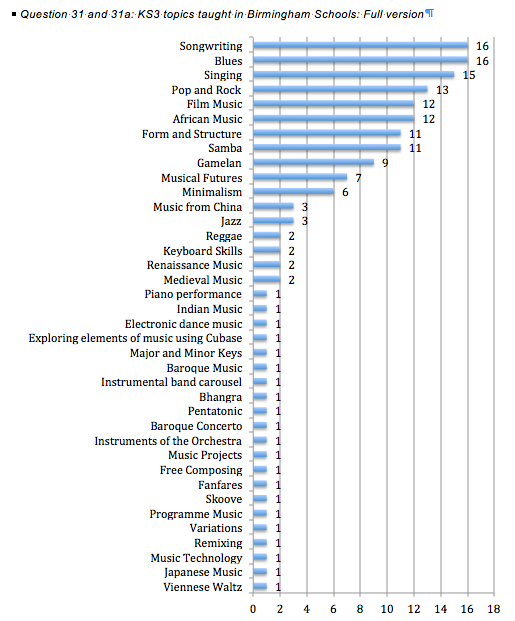 ▪ Question 31 and 31a: KS3 topics taught in Birmingham Schools: Full version¶
Songwriting 16
Blues 16
Singing 15
Pop and Rock 13
Film Music 12
African Music 12
Form and Structure 11
Samba 11
Gamelan 9
Musical Futures 7
Minimalism 6
Music from China 3
Jazz 3
Reggae 2
Keyboard Skills 2
Renaissance Music 2
Medieval Music 2
Piano performance 1
Indian Music 1
Electronic dance music 1
Exploring elements of music using Cubase 1
Major and Minor Keys 1
Baroque Music 1
Instrumental band carousel 1
Bhangra 1
Pentatonic 1
Baroque Concerto 1
Instruments of the Orchestra 1
Music Projects 1
Free Composing 1
Fanfares 1
Skoove 1
Programme Music 1
Variations 1
Remixing 1
Music Technology 1
Japanese Music 1
Viennese Waltz 1
0 2 4 6 8 10 12 14 16 18